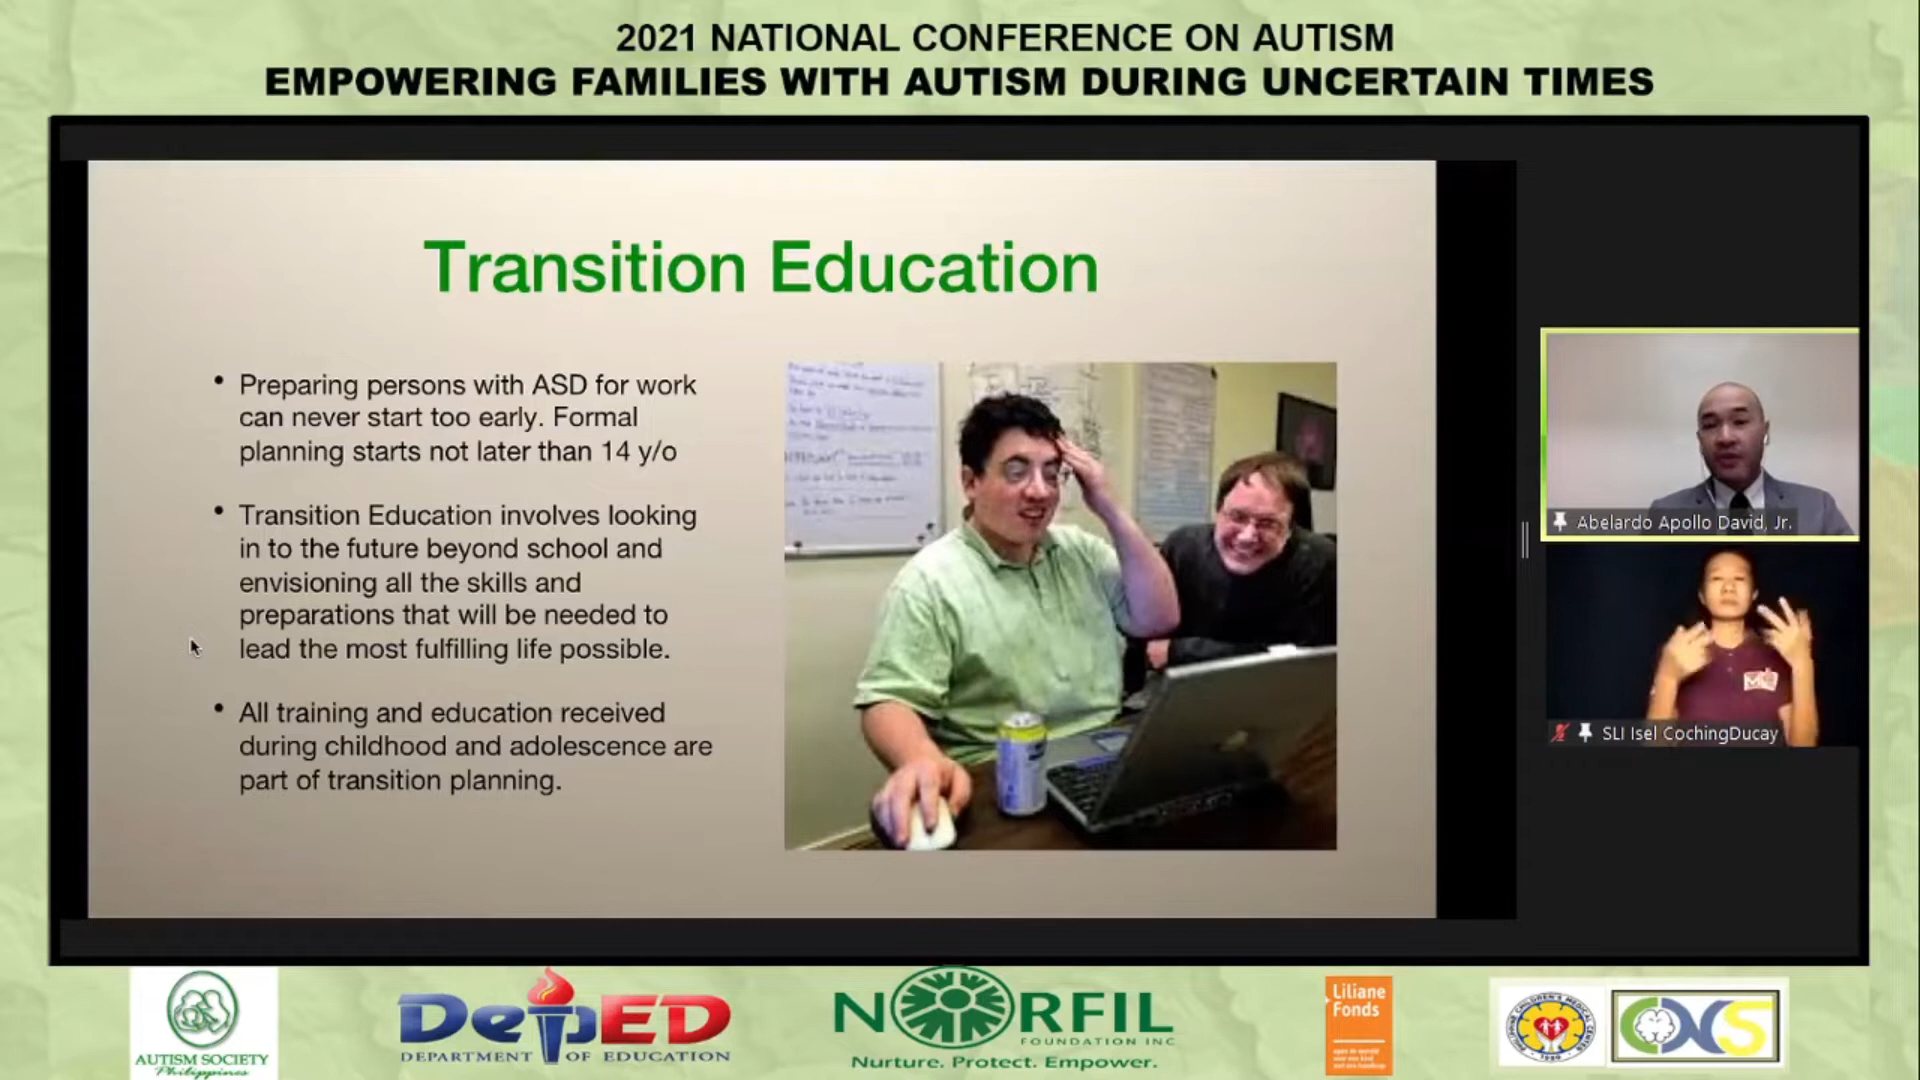 2021 NATIONAL CONFERENCE ON AUTISM
EMPOWERING FAMILIES WITH AUTISM DURING UNCERTAIN TIMES
Transition Education
• Preparing persons with ASD for work
can never start too early. Formal
planning starts not later than 14 y/o
• Transition Education involves looking
in to the future beyond school and
envisioning all the skills and
preparations that will be needed to
lead the most fulfilling life possible.
• All training and education received
during childhood and adolescence are
part of transition planning.
Abelardo Apollo David, Jr.
SLI Isel CochingDucay
AUTISM SOCIETY
Philippines
DepED
DEPARTMENT OF EDUCATION
NORFIL
FOUNDATION INC
Nurture. Protect. Empower.
Liliane
Fonds
PHILIPPINE CHILDREN'S MEDICAL CENTER
1980